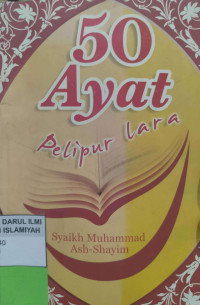 50
Ayat
Pelipur lara
Syaikh Muhammad
Ash-Shayim
DARUL ILMI
ISLAMIYAH